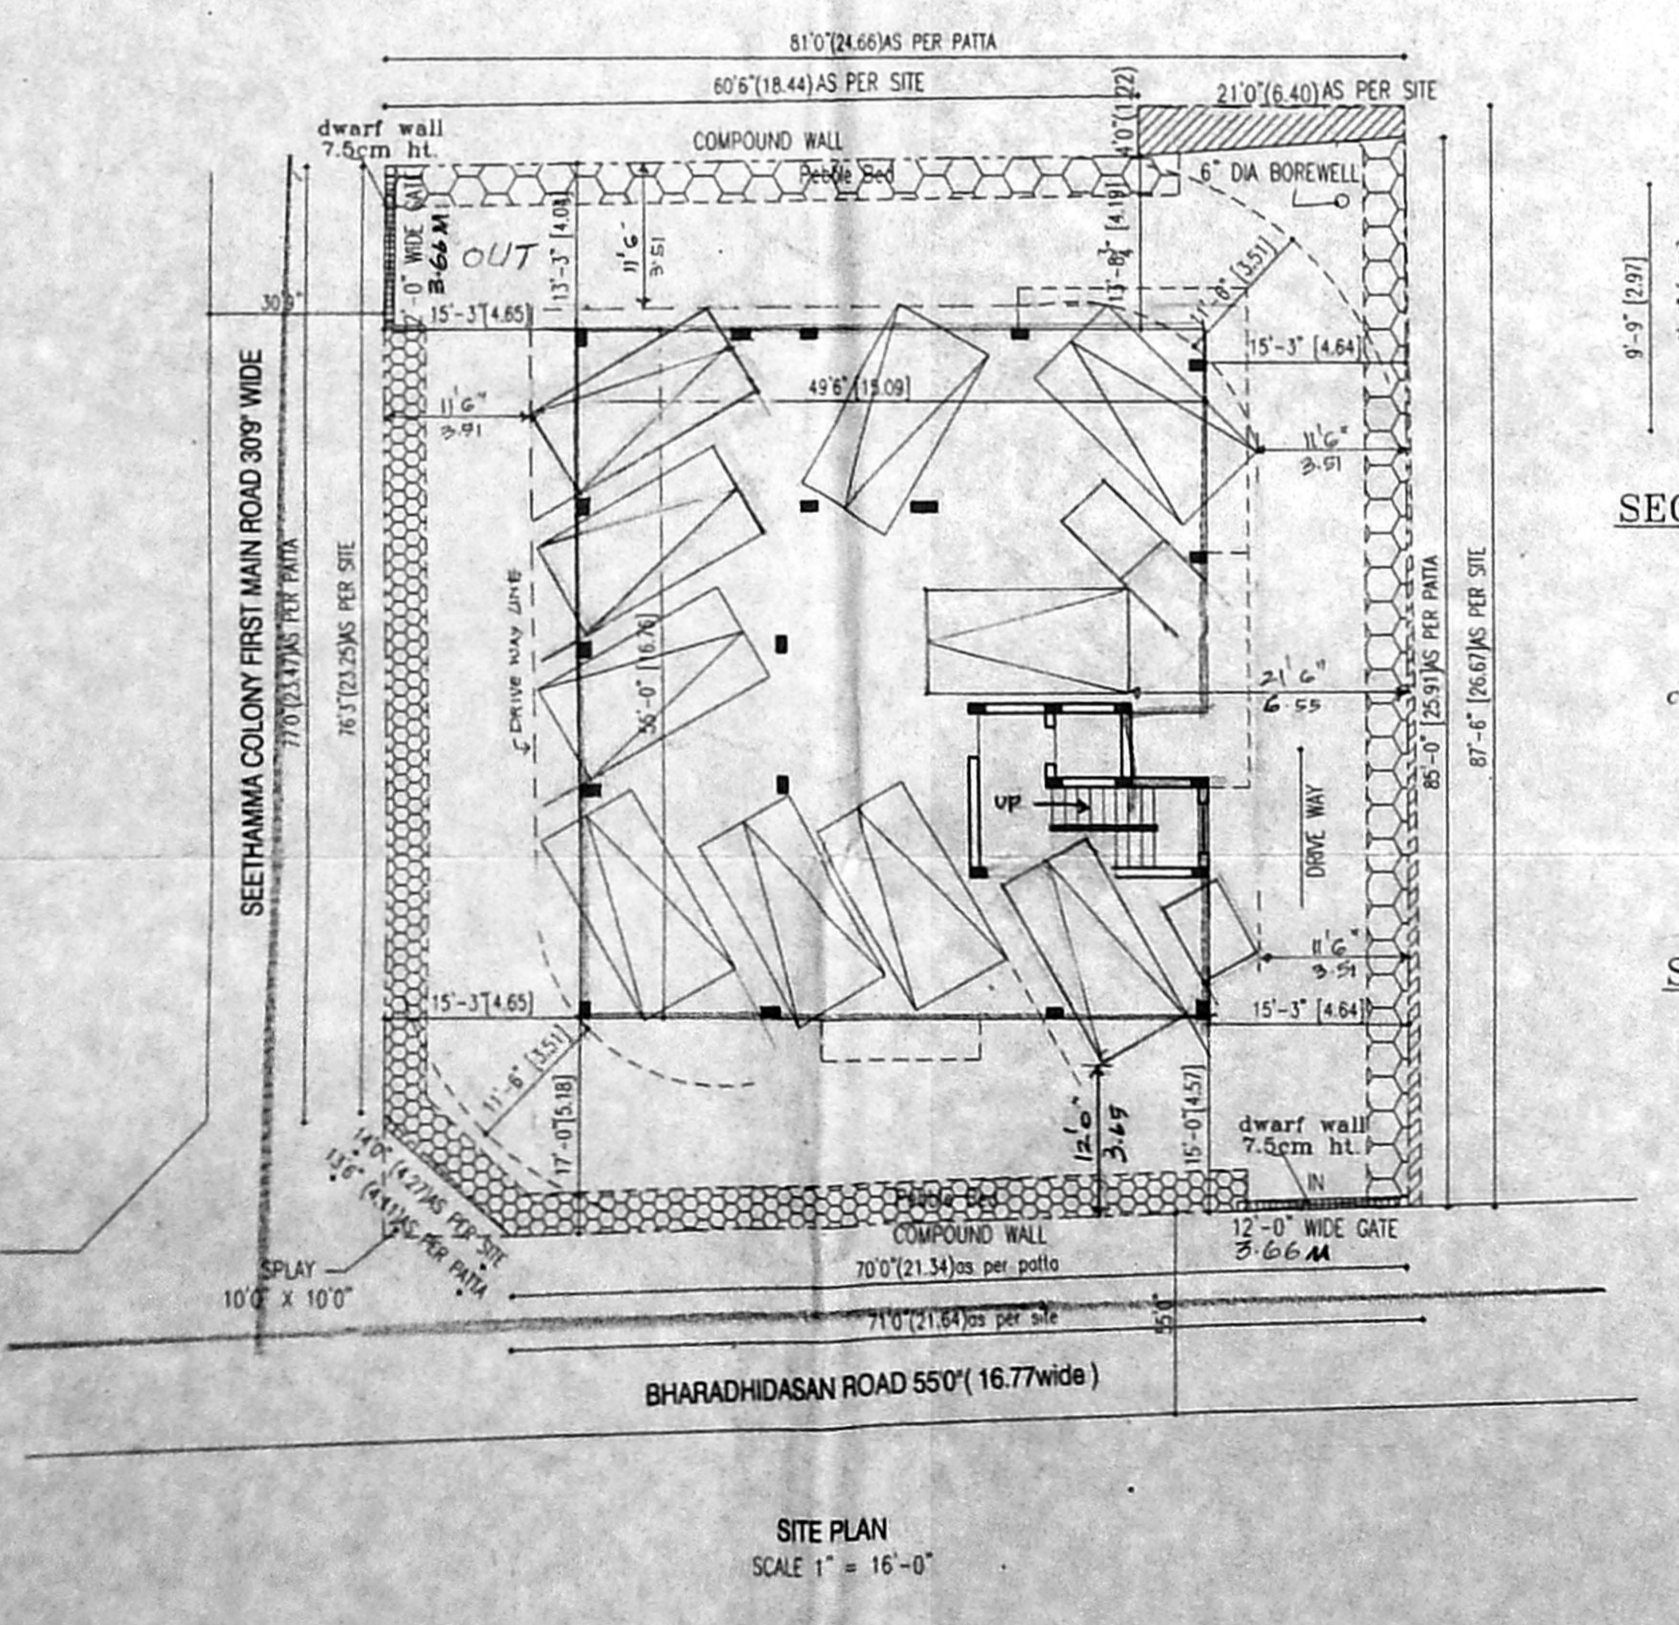 81'0"(24.66)AS PER PATTA
60'6"(18.44)AS PER SITE
4'0"(1.22)
21'0"(6.40)AS PER SITE
dwarf wall
7.5cm ht.
COMPOUND WALL
Pebble Bed
6" DIA BOREWELL
12'-0" WIDE GATE
3.66 M
OUT
13'-3" [4.04]
11'6"
3.51
13'-8¾" [4.19]
[3.51]
9'-9" [2.97]
30'9"
15'-3"[4.65]
15'-3" [4.64]
49'6" [15.09]
11'6"
3.51
11'6"
3.51
SEETHAMMA COLONY FIRST MAIN ROAD 30'9" WIDE
77'0"(23.47)AS PER PATTA
76'3"(23.25)AS PER SITE
DRIVE WAY LINE
55'-0" [16.76]
21'6"
6.55
85'-0" [25.91]AS PER PATTA
87'-6" [26.67]AS PER SITE
UP
DRIVE WAY
11'6"
3.51
15'-3"[4.65]
15'-3" [4.64]
11'-6" [3.51]
17'-0"[5.18]
12'0"
3.65
15'-0"[4.57]
dwarf wall
7.5cm ht.
IN
14'0" (4.27)AS PER SITE
13'6" (4.11)AS PER PATTA
Pebble Bed
COMPOUND WALL
12'-0" WIDE GATE
3.66 M
SPLAY
10'0" X 10'0"
70'0"(21.34)as per patta
71'0"(21.64)as per site
55'0"
BHARADHIDASAN ROAD 55'0"( 16.77wide )
SITE PLAN
SCALE 1" = 16'-0"